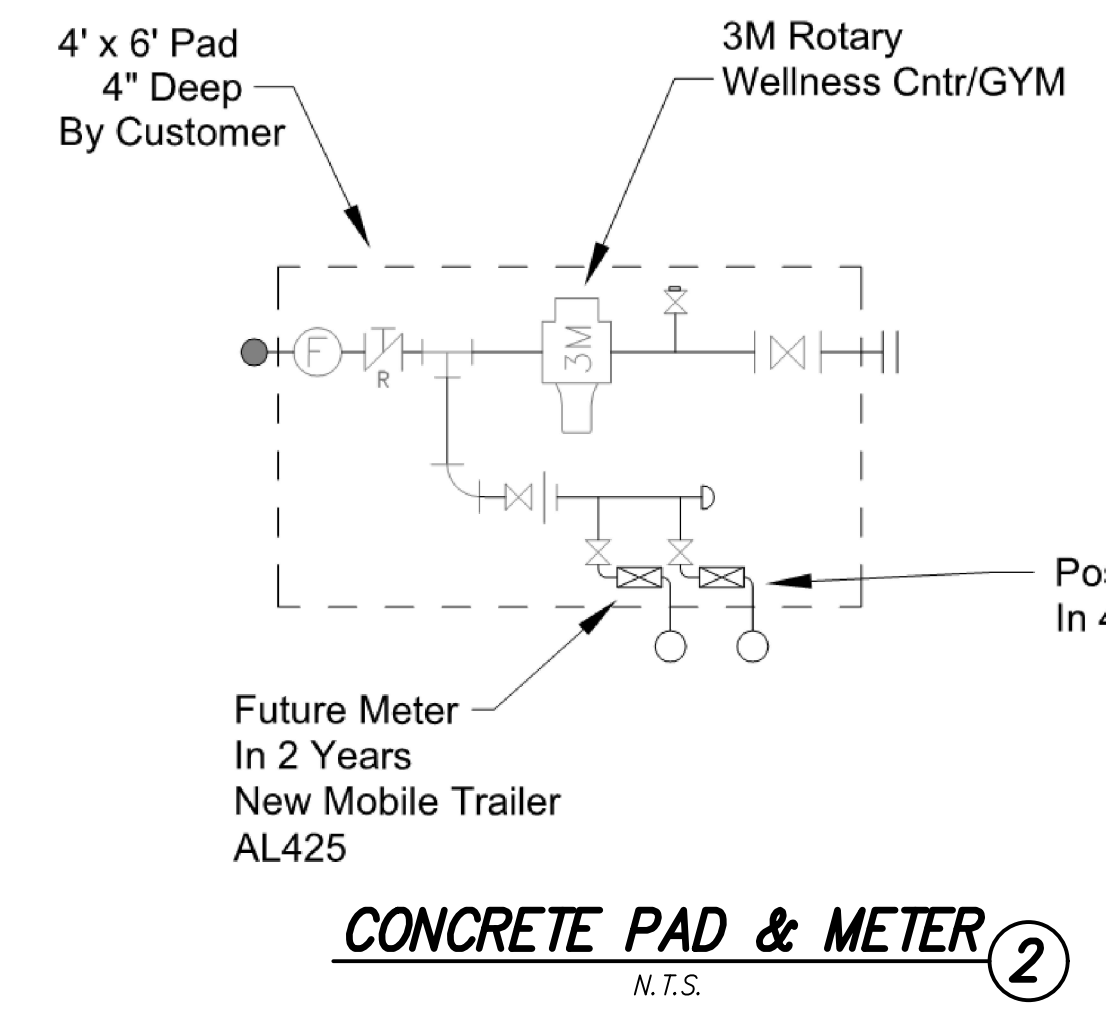 4' x 6' Pad
4" Deep
By Customer
3M Rotary
Wellness Cntr/GYM
F
R
3M
In
Future Meter
In 2 Years
New Mobile Trailer
AL425
CONCRETE PAD & METER
2
N.T.S.